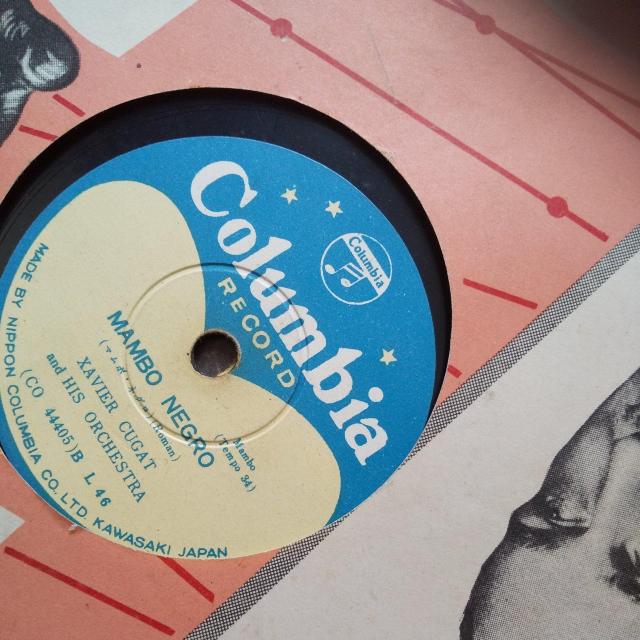 Columbia
RECORD
Columbia
MAMBO NEGRO
Mambo
(Tempo 34)
XAVIER CUGAT
and HIS ORCHESTRA
(CO 44405)B L 46
MADE BY NIPPON COLUMBIA CO. LTD. KAWASAKI JAPAN